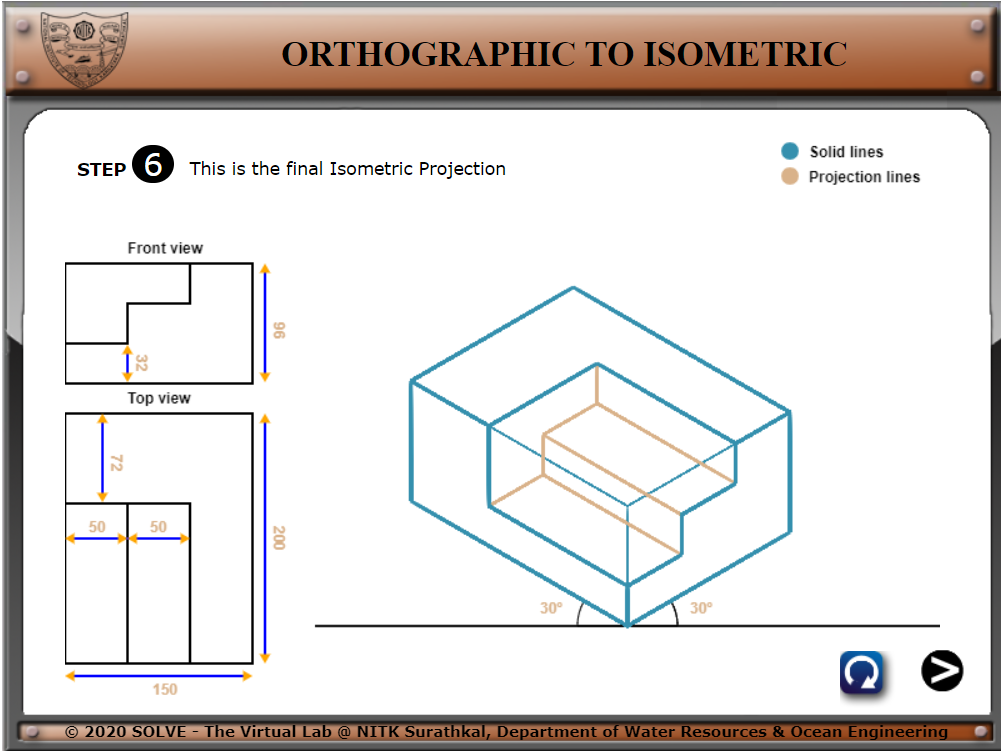 ORTHOGRAPHIC TO ISOMETRIC
STEP 6 This is the final Isometric Projection
Solid lines
Projection lines
Front view
96
32
Top view
72
50 50
200
150
30°
30°
© 2020 SOLVE - The Virtual Lab @ NITK Surathkal, Department of Water Resources & Ocean Engineering